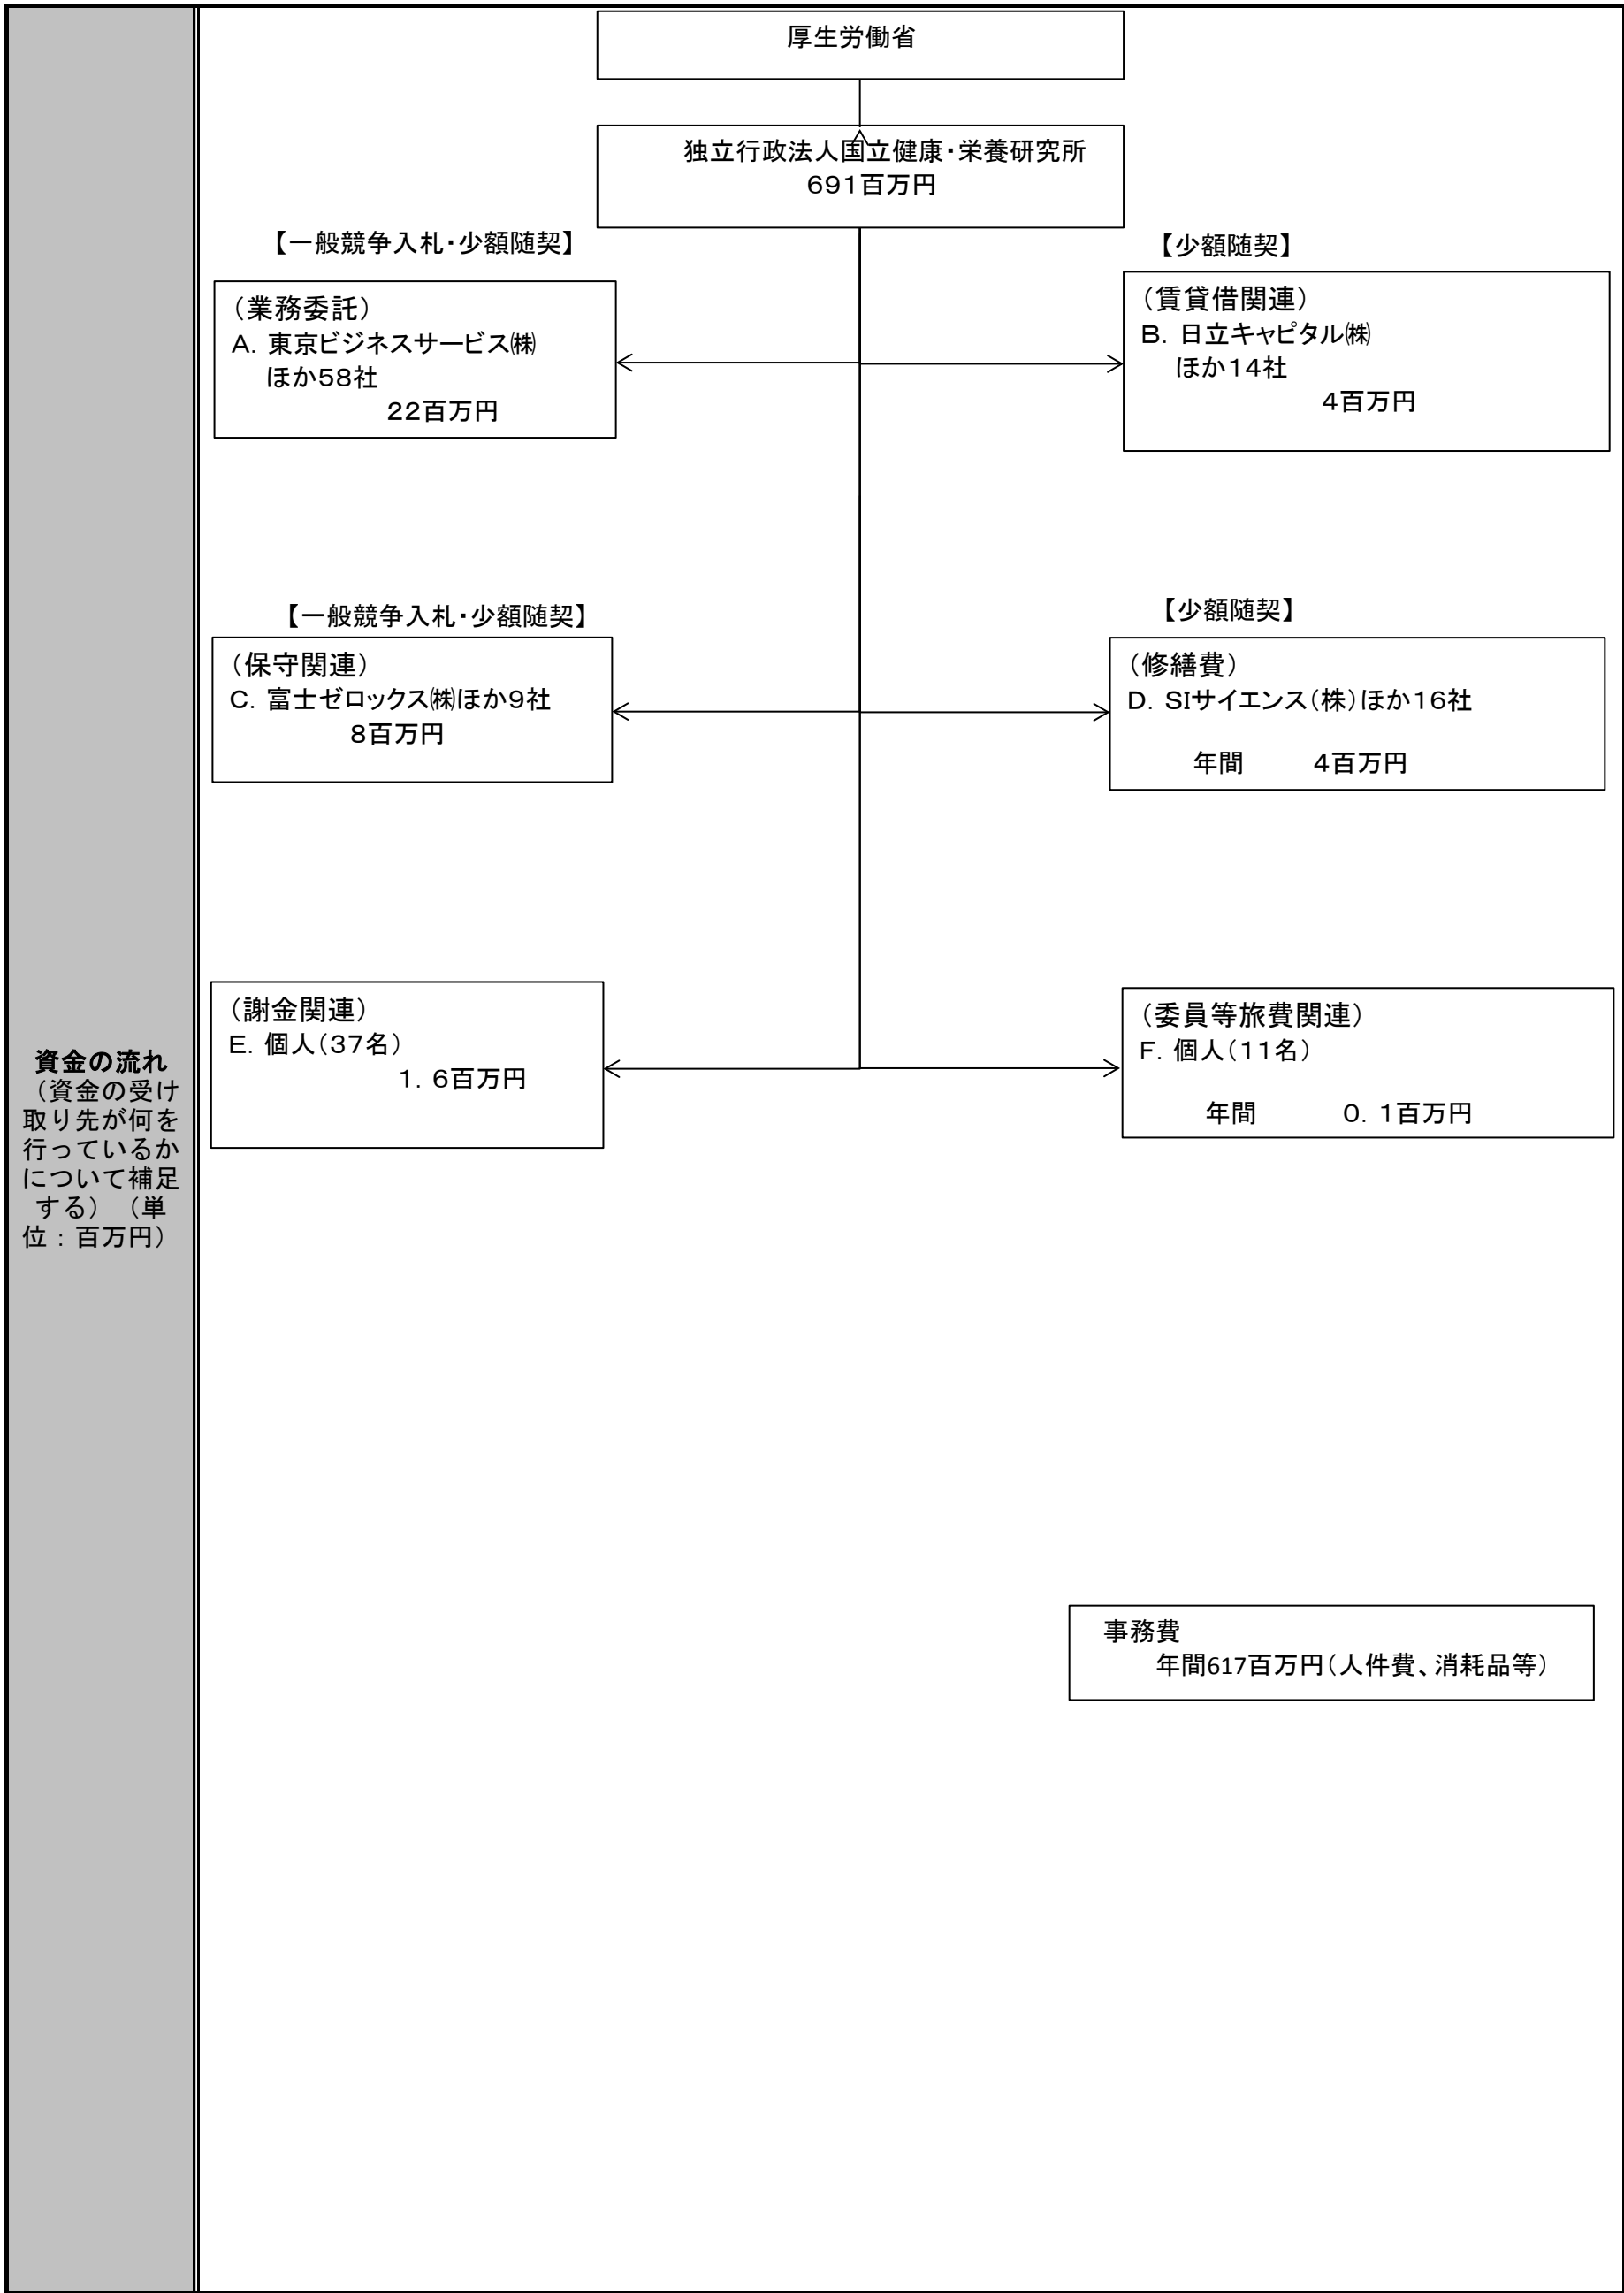 厚生労働省
独立行政法人国立健康・栄養研究所
691百万円
【一般競争入札・少額随契】
【少額随契】
（業務委託）
A．東京ビジネスサービス㈱
ほか58社
22百万円
（賃貸借関連）
B．日立キャピタル㈱
ほか14社
4百万円
【一般競争入札・少額随契】
【少額随契】
（保守関連）
C．富士ゼロックス㈱ほか9社
8百万円
（修繕費）
D．SIサイエンス（株）ほか16社
年間　　4百万円
（謝金関連）
E．個人（37名）
1．6百万円
（委員等旅費関連）
F．個人（11名）
年間　　0．1百万円
資金の流れ
（資金の受け
取り先が何を
行っているか
について補足
する）（単
位：百万円）
事務費
年間617百万円（人件費、消耗品等）